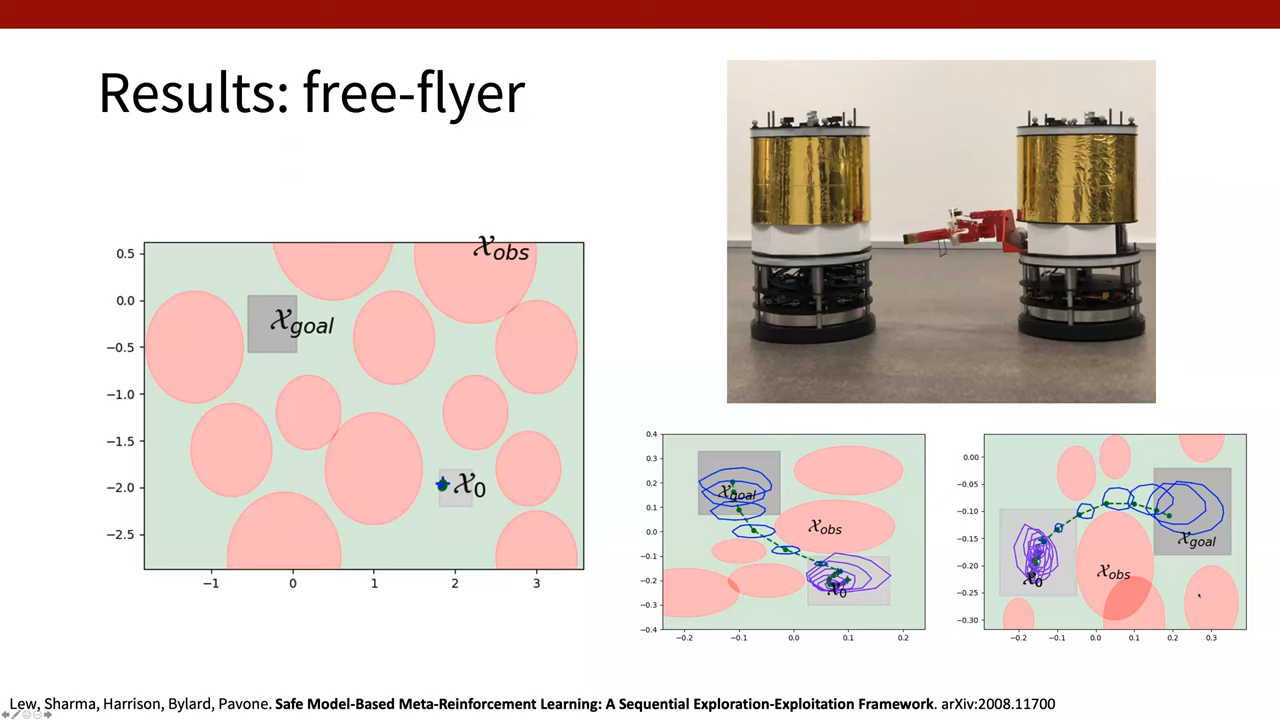 Results: free-flyer
𝒳obs
0.5
0.0
𝒳goal
−0.5
−1.0
−1.5
−2.0
𝒳0
−2.5
−1 0 1 2 3
0.4
0.3
0.2
𝒳goal
0.1
0.0
𝒳obs
−0.1
−0.2
𝒳0
−0.3
−0.4
−0.2 −0.1 0.0 0.1 0.2
0.00
−0.05
−0.10
𝒳goal
−0.15
−0.20
𝒳obs
𝒳0
−0.25
−0.30
−0.2 −0.1 0.0 0.1 0.2 0.3
Lew, Sharma, Harrison, Bylard, Pavone. Safe Model-Based Meta-Reinforcement Learning: A Sequential Exploration-Exploitation Framework. arXiv:2008.11700